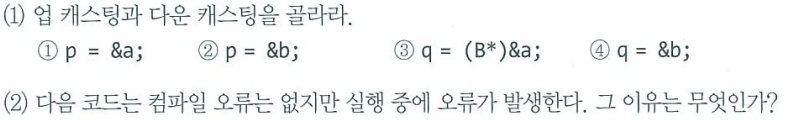 (1) 업 캐스팅과 다운 캐스팅을 골라라.
① p = &a; ② p = &b; ③ q = (B*)&a; ④ q = &b;
(2) 다음 코드는 컴파일 오류는 없지만 실행 중에 오류가 발생한다. 그 이유는 무엇인가?